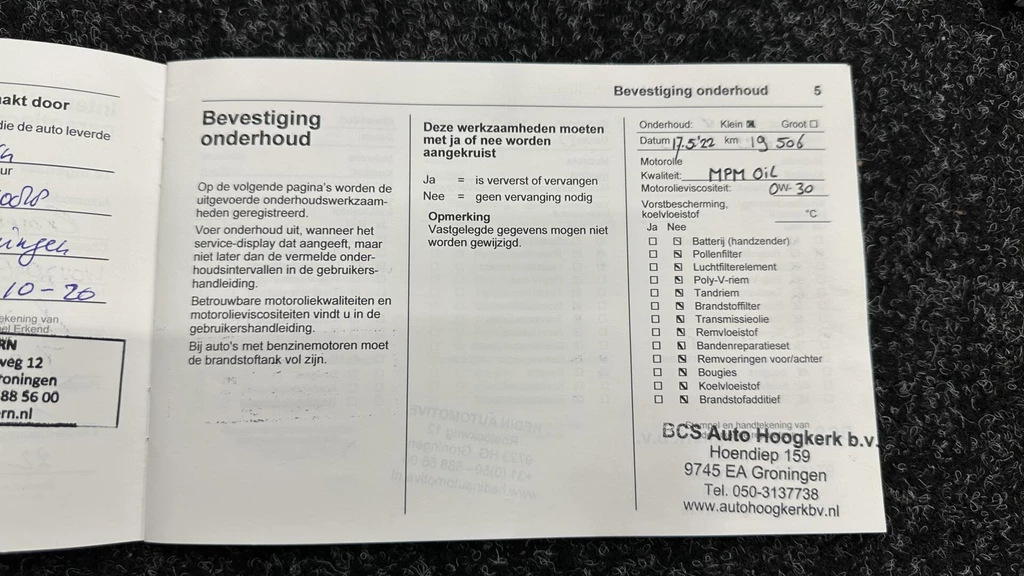 akt door
die de auto leverde
ur
10-20
ekening van
el Erkend
RN
weg 12
roningen
88 56 00
rn.nl
Bevestiging onderhoud 5
Bevestiging
onderhoud
Op de volgende pagina's worden de
uitgevoerde onderhoudswerkzaam-
heden geregistreerd.
Voer onderhoud uit, wanneer het
service-display dat aangeeft, maar
niet later dan de vermelde onder-
houdsintervallen in de gebruikers-
handleiding.
Betrouwbare motoroliekwaliteiten en
motorolieviscositeiten vindt u in de
gebruikershandleiding.
Bij auto's met benzinemotoren moet
de brandstoftank vol zijn.
Deze werkzaamheden moeten
met ja of nee worden
aangekruist
Ja = is ververst of vervangen
Nee = geen vervanging nodig
Opmerking
Vastgelegde gegevens mogen niet
worden gewijzigd.
Onderhoud: Klein Groot
Datum 17.5'22 km 19 506
Motorolie
Kwaliteit: MPM OiL
Motorolieviscositeit: 0W-30
Vorstbescherming,
koelvloeistof °C
Ja Nee
Batterij (handzender)
Pollenfilter
Luchtfilterelement
Poly-V-riem
Tandriem
Brandstoffilter
Transmissieolie
Remvloeistof
Bandenreparatieset
Remvoeringen voor/achter
Bougies
Koelvloeistof
Brandstofadditief
Stempel en handtekening van
BCS Auto Hoogkerk b.v.
Hoendiep 159
9745 EA Groningen
Tel. 050-3137738
www.autohoogkerkbv.nl